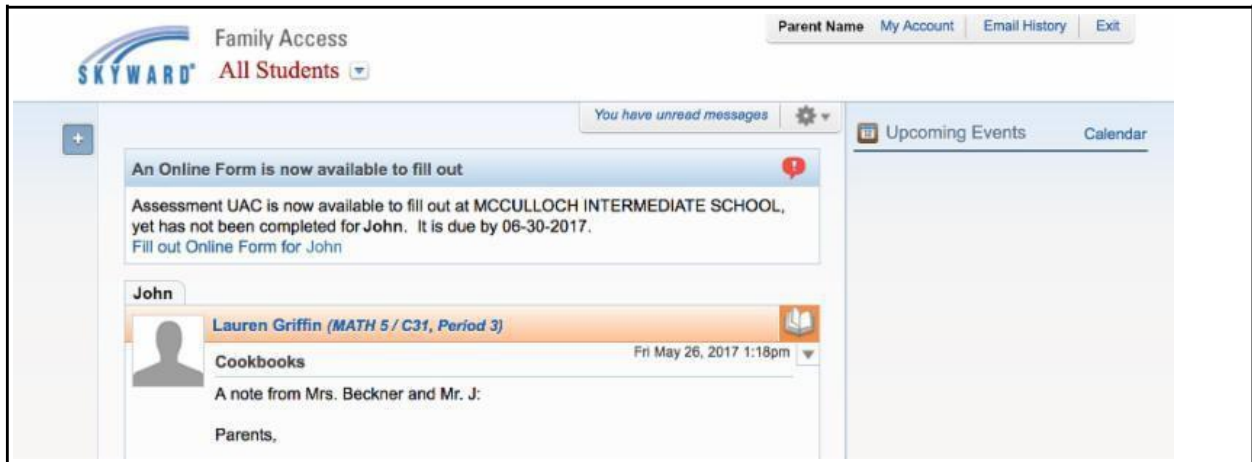 Parent Name My Account Email History Exit
SKYWARD®
Family Access
All Students
You have unread messages
Upcoming Events Calendar
An Online Form is now available to fill out
Assessment UAC is now available to fill out at MCCULLOCH INTERMEDIATE SCHOOL,
yet has not been completed for John. It is due by 06-30-2017.
Fill out Online Form for John
John
Lauren Griffin (MATH 5 / C31, Period 3)
Cookbooks Fri May 26, 2017 1:18pm
A note from Mrs. Beckner and Mr. J:
Parents,